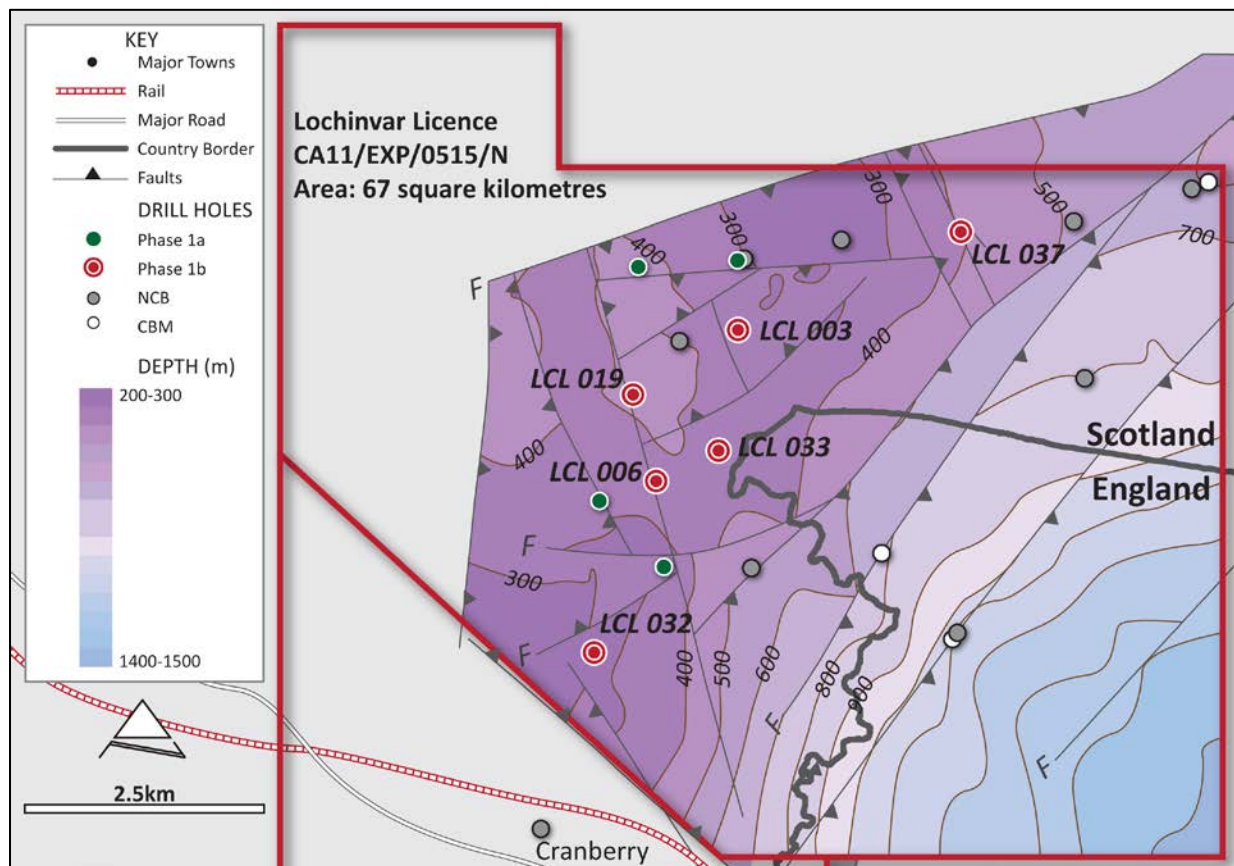 KEY
Major Towns
Rail
Major Road
Country Border
Faults
DRILL HOLES
Phase 1a
Phase 1b
NCB
CBM
DEPTH (m)
200-300
1400-1500
2.5km
Lochinvar Licence
CA11/EXP/0515/N
Area: 67 square kilometres
300
500
700
300
400
LCL 037
F
LCL 003
400
LCL 019
LCL 033
Scotland
England
400
LCL 006
F
300
LCL 032
F
400
500
600
800
900
F
F
Cranberry